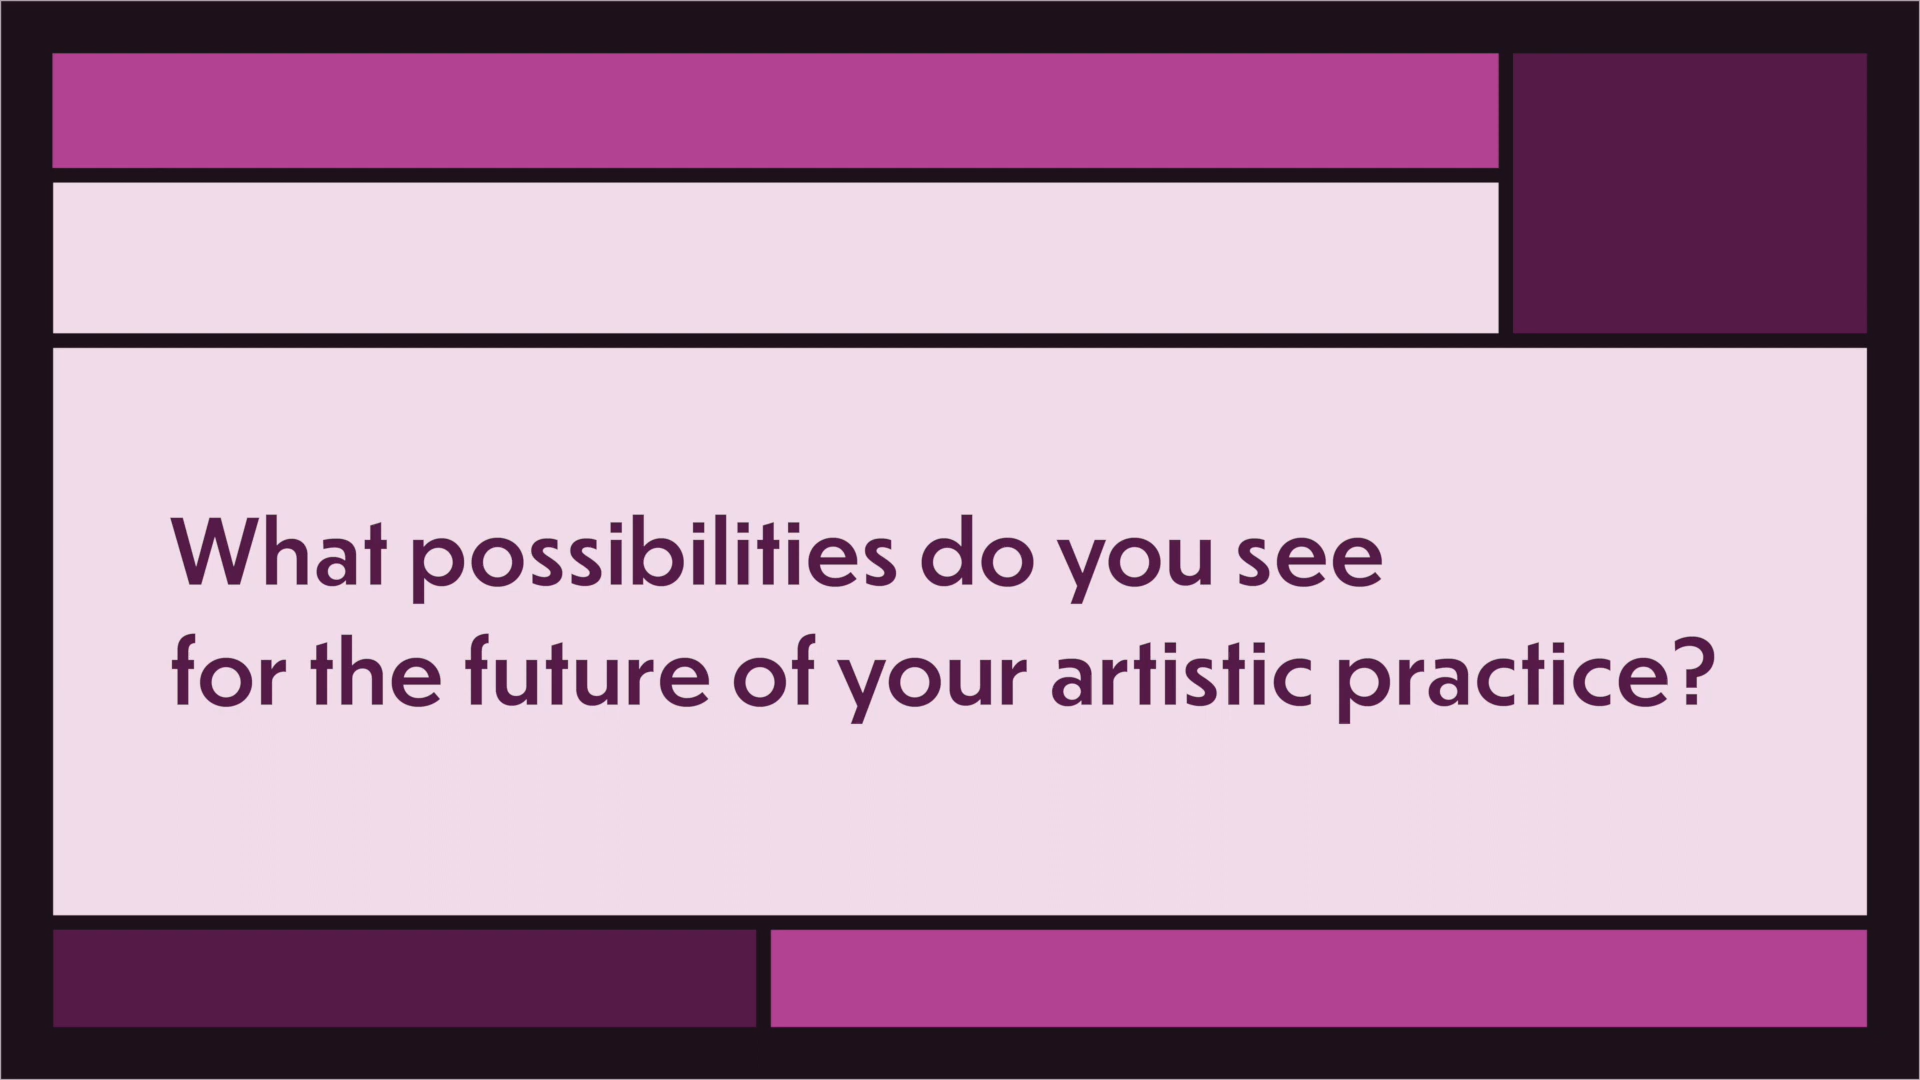 What possibilities do you see
for the future of your artistic practice?